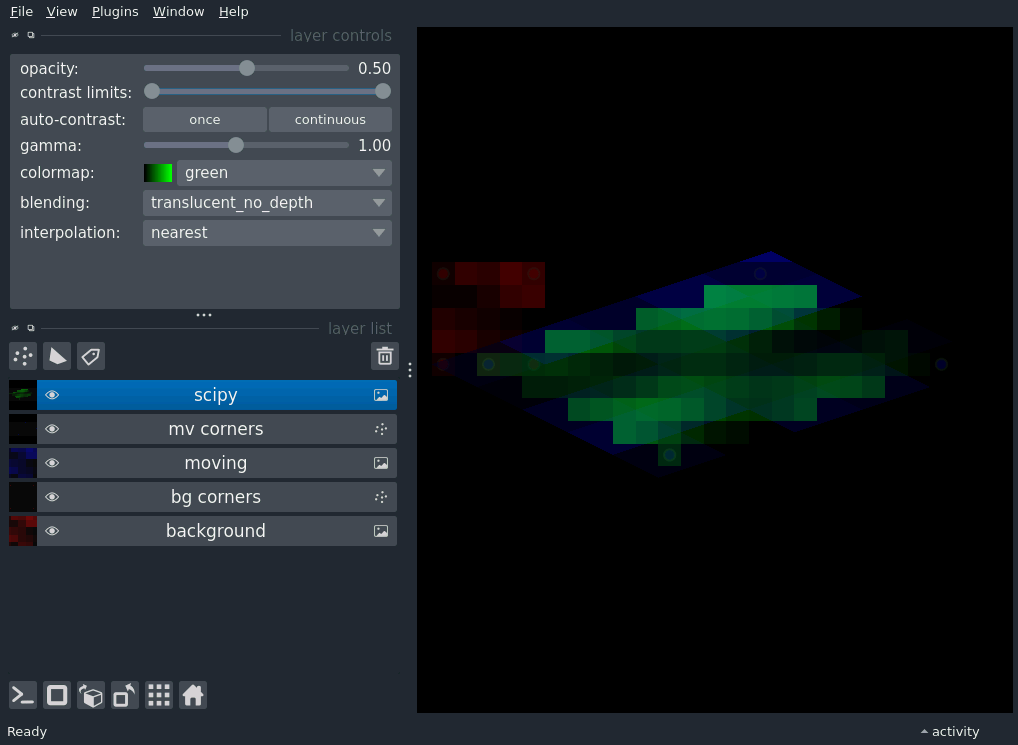 File View Plugins Window Help
layer controls
opacity: 0.50
contrast limits:
auto-contrast: once continuous
gamma: 1.00
colormap: green
blending: translucent_no_depth
interpolation: nearest
layer list
scipy
mv corners
moving
bg corners
background
Ready activity